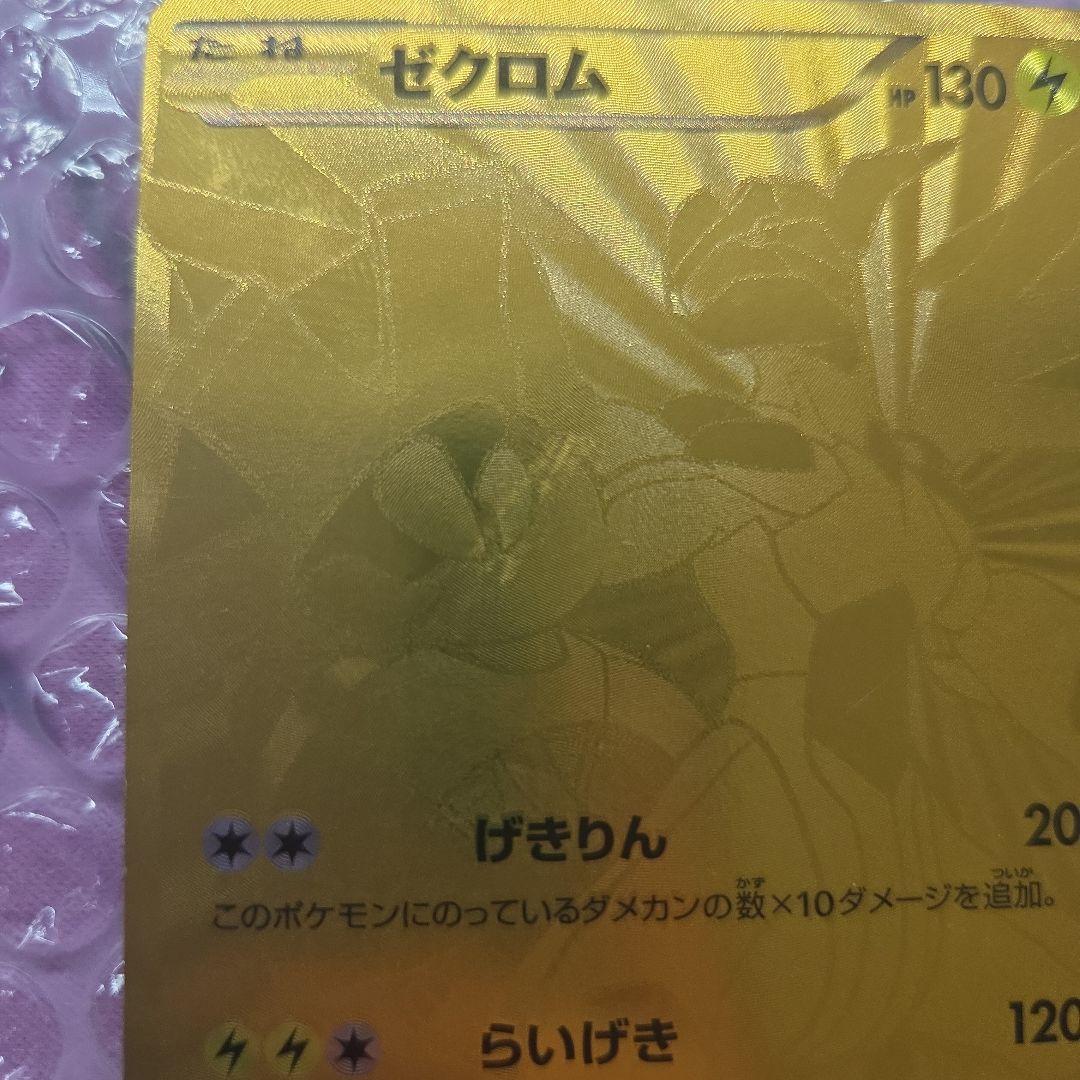 たね ゼクロム HP130
げきりん 20
このポケモンにのっているダメカンの数×10ダメージを追加。
かず ついか
らいげき 120